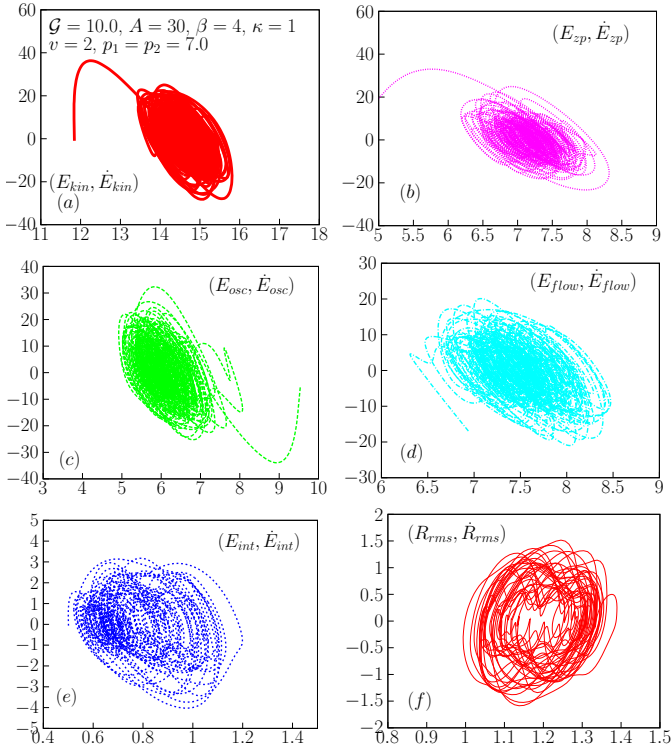 𝒢 = 10.0, A = 30, β = 4, κ = 1
v = 2, p₁ = p₂ = 7.0
60
40
20
0
−20
−40
(E_kin, Ė_kin)
(a)
11 12 13 14 15 16 17 18
60
40
20
0
−20
−40
(E_zp, Ė_zp)
(b)
5 5.5 6 6.5 7 7.5 8 8.5 9
40
30
20
10
0
−10
−20
−30
−40
(E_osc, Ė_osc)
(c)
3 4 5 6 7 8 9 10
30
20
10
0
−10
−20
−30
(E_flow, Ė_flow)
(d)
6 6.5 7 7.5 8 8.5 9
5
4
3
2
1
0
−1
−2
−3
−4
−5
(E_int, Ė_int)
(e)
0.4 0.6 0.8 1 1.2 1.4
2
1.5
1
0.5
0
−0.5
−1
−1.5
−2
(R_rms, Ṙ_rms)
(f)
0.8 0.9 1 1.1 1.2 1.3 1.4 1.5